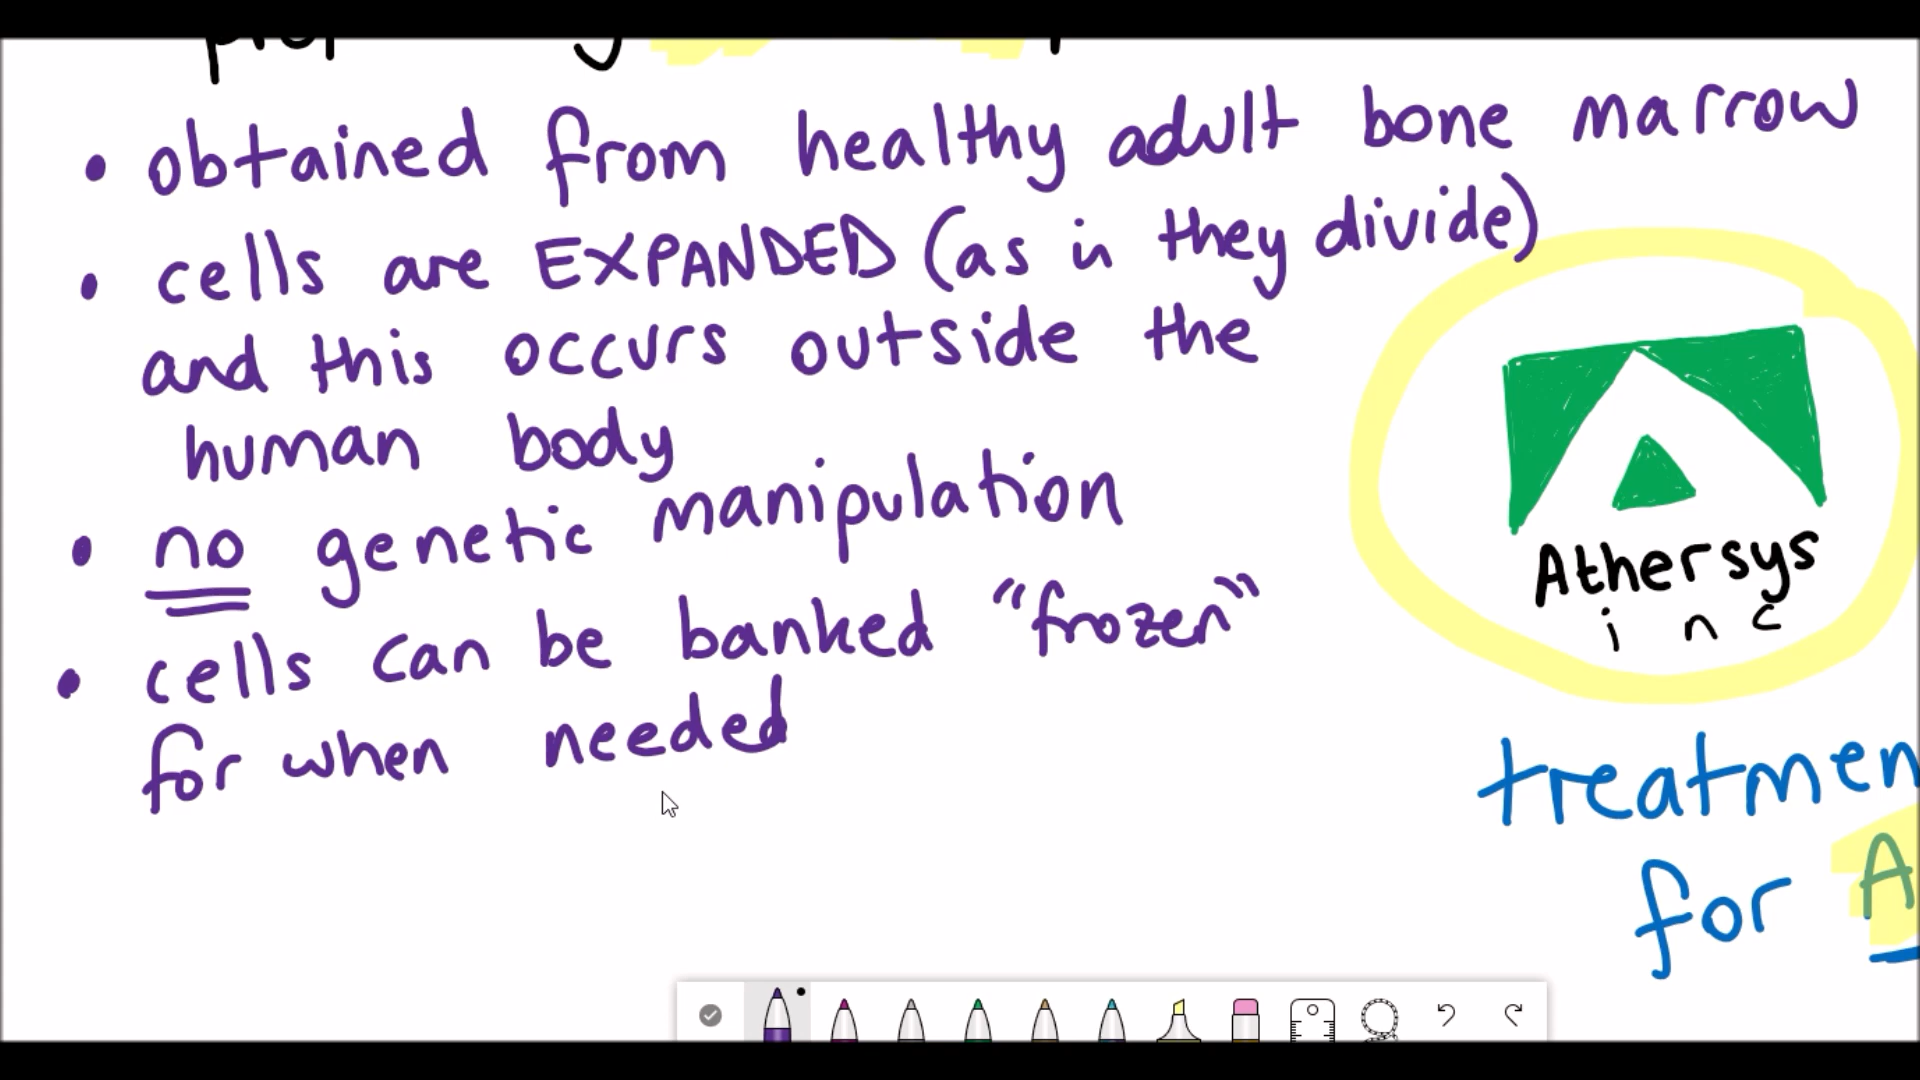 • obtained from healthy adult bone marrow
• cells are EXPANDED (as in they divide)
and this occurs outside the
human body
• no genetic manipulation
• cells can be banked "frozen"
for when needed
Athersys
inc
treatmen
for A